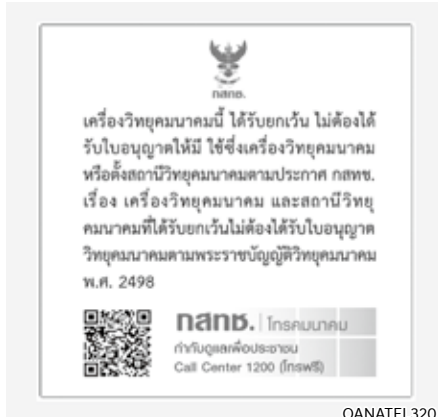 กสทช.
เครื่องวิทยุคมนาคมนี้ ได้รับยกเว้น ไม่ต้องได้
รับใบอนุญาตให้มี ใช้ซึ่งเครื่องวิทยุคมนาคม
หรือตั้งสถานีวิทยุคมนาคมตามประกาศ กสทช.
เรื่อง เครื่องวิทยุคมนาคม และสถานีวิทยุ
คมนาคมที่ได้รับยกเว้นไม่ต้องได้รับใบอนุญาต
วิทยุคมนาคมตามพระราชบัญญัติวิทยุคมนาคม
พ.ศ. 2498
กสทช. | โทรคมนาคม
กำกับดูแลเพื่อประชาชน
Call Center 1200 (โทรฟรี)
QANATEL320